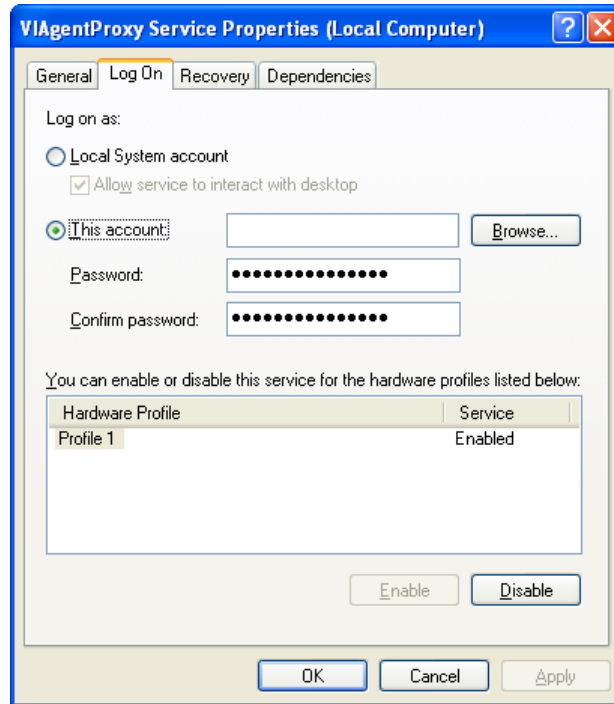 VIAgentProxy Service Properties (Local Computer)
General Log On Recovery Dependencies
Log on as:
Local System account
Allow service to interact with desktop
This account: Browse...
Password: ●●●●●●●●●●●●●●●
Confirm password: ●●●●●●●●●●●●●●●
You can enable or disable this service for the hardware profiles listed below:
Hardware Profile Service
Profile 1 Enabled
Enable Disable
OK Cancel Apply